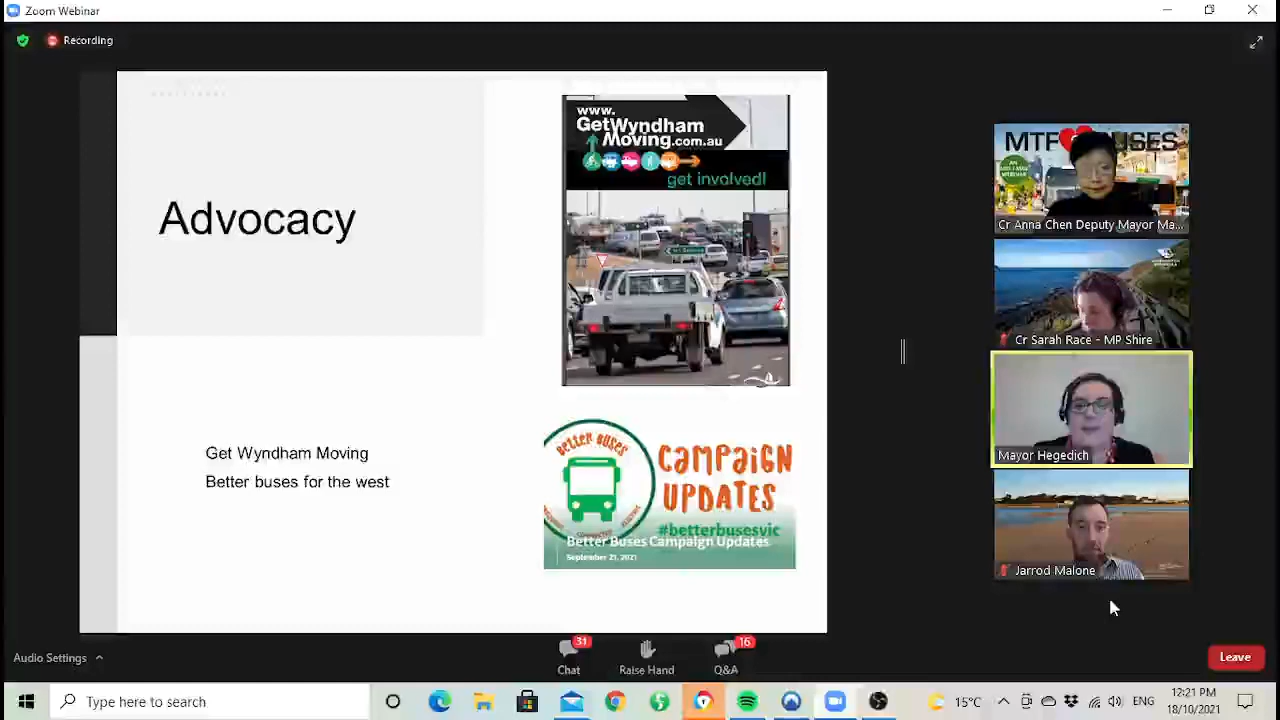 Zoom Webinar
Recording
Advocacy
Get Wyndham Moving
Better buses for the west
www.
GetWyndham
Moving.com.au
get involved!
Better Buses
CAMPAIGN
UPDATES
#betterbusesvic
Better Buses Campaign Updates
September 21, 2021
MTF BUSES
Cr Anna Chen Deputy Mayor Ma...
Cr Sarah Race - MP Shire
Mayor Hegedich
Jarrod Malone
Audio Settings
31
Chat
Raise Hand
16
Q&A
Leave
Type here to search
15°C
ENG
12:21 PM
18/10/2021